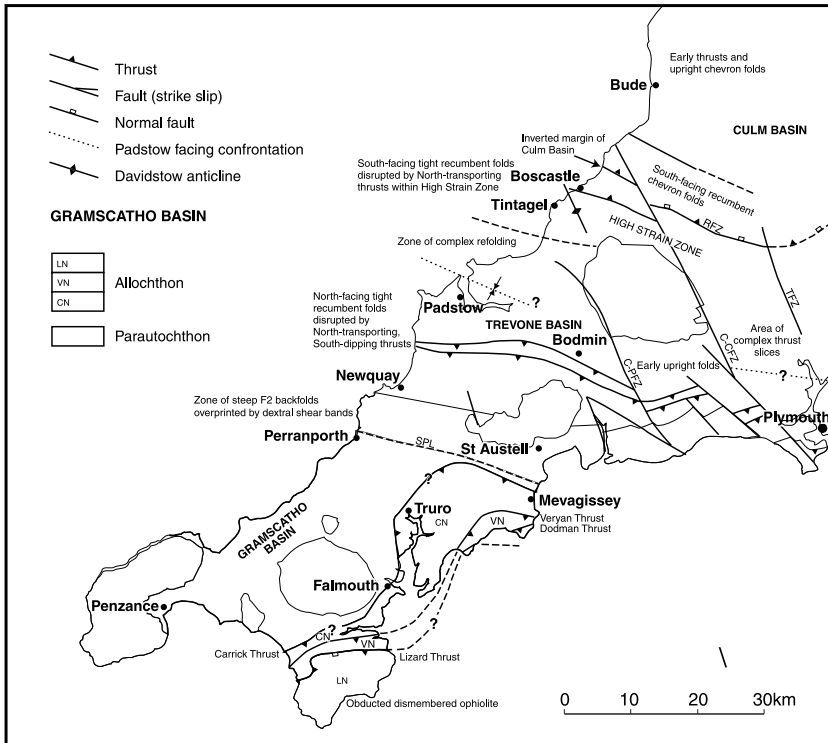 Thrust
Fault (strike slip)
Normal fault
Padstow facing confrontation
Davidstow anticline
GRAMSCATHO BASIN
LN
VN
CN
Allochthon
Parautochthon
Early thrusts and
upright chevron folds
Bude
CULM BASIN
Inverted margin of
Culm Basin
South-facing tight recumbent folds
disrupted by North-transporting
thrusts within High Strain Zone
Boscastle
Tintagel
South-facing recumbent
chevron folds
RFZ
HIGH STRAIN ZONE
Zone of complex refolding
?
Padstow
TFZ
North-facing tight
recumbent folds
disrupted by
North-transporting,
South-dipping thrusts
TREVONE BASIN
Bodmin
C-PFZ
C-CFZ
Area of
complex thrust
slices
?
Early upright folds
Newquay
Zone of steep F2 backfolds
overprinted by dextral shear bands
Plymouth
Perranporth
SPL
St Austell
?
Truro
CN
Mevagissey
VN
Veryan Thrust
Dodman Thrust
GRAMSCATHO
BASIN
Falmouth
Penzance
?
?
CN
VN
Carrick Thrust
Lizard Thrust
LN
Obducted dismembered ophiolite
0 10 20 30km